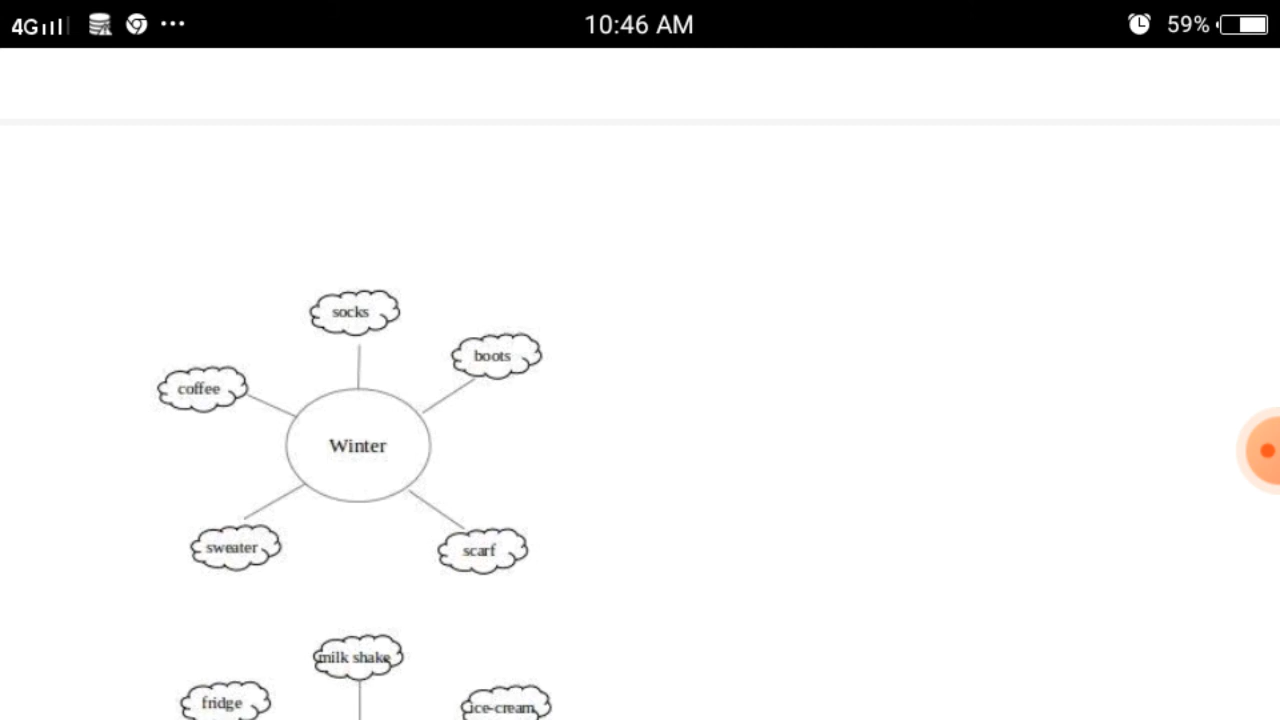 4G 10:46 AM 59%
socks
boots
coffee
Winter
sweater
scarf
milk shake
fridge
ice-cream